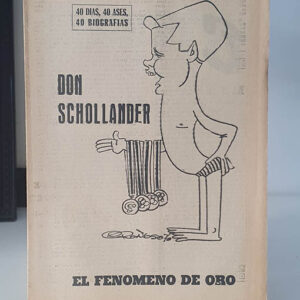 40 DIAS, 40 ASES,
40 BIOGRAFIAS
DON
SCHOLLANDER
EL FENOMENO DE ORO